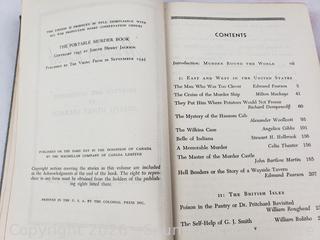 THIS EDITION IS PRODUCED IN FULL COMPLIANCE WITH
ALL WAR PRODUCTION BOARD CONSERVATION ORDERS
THE PORTABLE MURDER BOOK
COPYRIGHT 1945 BY JOSEPH HENRY JACKSON
PUBLISHED BY THE VIKING PRESS IN SEPTEMBER 1945
PUBLISHED ON THE SAME DAY IN THE DOMINION OF CANADA
BY THE MACMILLAN COMPANY OF CANADA LIMITED
Copyright notices covering the stories in this volume are included
in the Acknowledgments at the end of the book. The right to repro-
duce in any form must be obtained from the holders of the publishing
rights listed there.
PRINTED IN THE U. S. A. BY THE COLONIAL PRESS INC.
CONTENTS
Introduction: MURDER ROUND THE WORLD vii
I: EAST AND WEST IN THE UNITED STATES
The Man Who Was Too Clever Edmund Pearson 3
The Cruise of the Murder Ship Milton Mackaye 41
They Put Him Where Potatoes Would Not Freeze
Richard Dempewolff 60.
The Mystery of the Hansom Cab
Alexander Woollcott
The Wilkins Case Angelica Gibbs
Belle of Indiana Stewart H. Holbrook
A Memorable Murder Celia Thaxter
The Master of the Murder Castle
John Bartlow Martin
Hell Benders or the Story of a Wayside Tavern
Edmund Pearson
II: THE BRITISH ISLES
Poison in the Pantry or Dr. Pritchard Revisited
William Roughead
The Self-Help of G. J. Smith William Bolitho